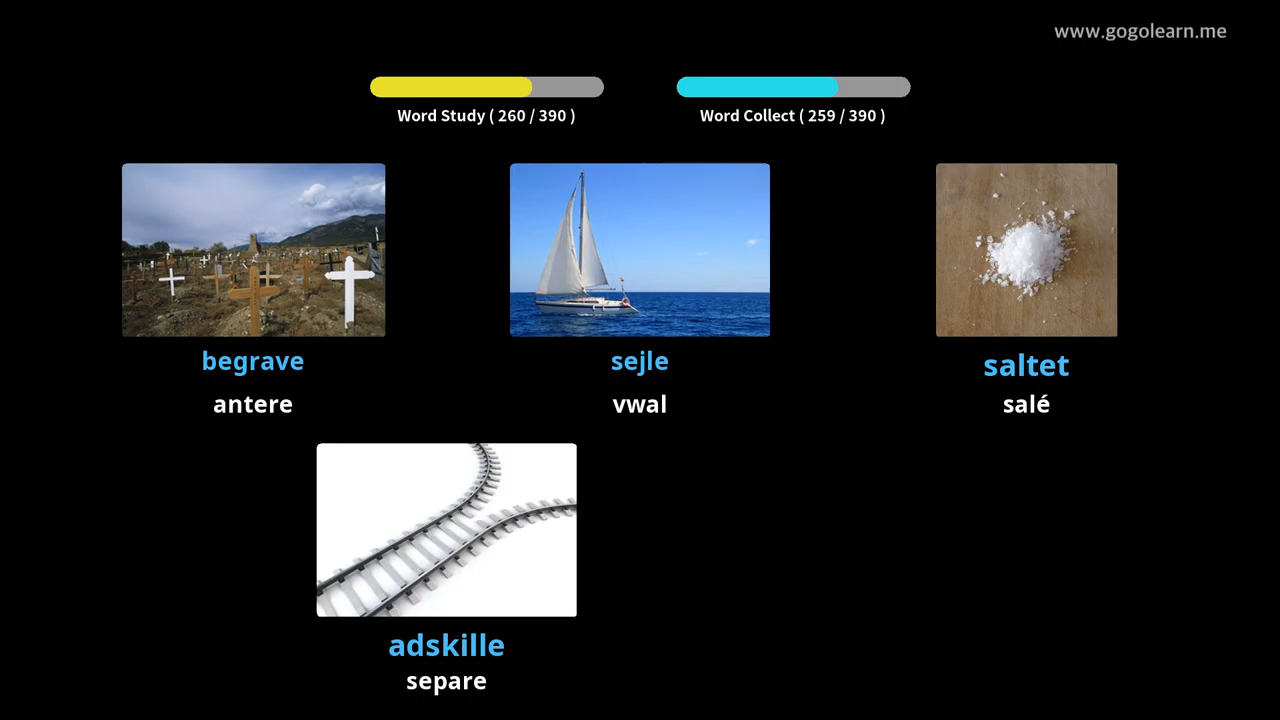 www.gogolearn.me
Word Study ( 260 / 390 )
Word Collect ( 259 / 390 )
begrave
antere
sejle
vwal
saltet
salé
adskille
separe